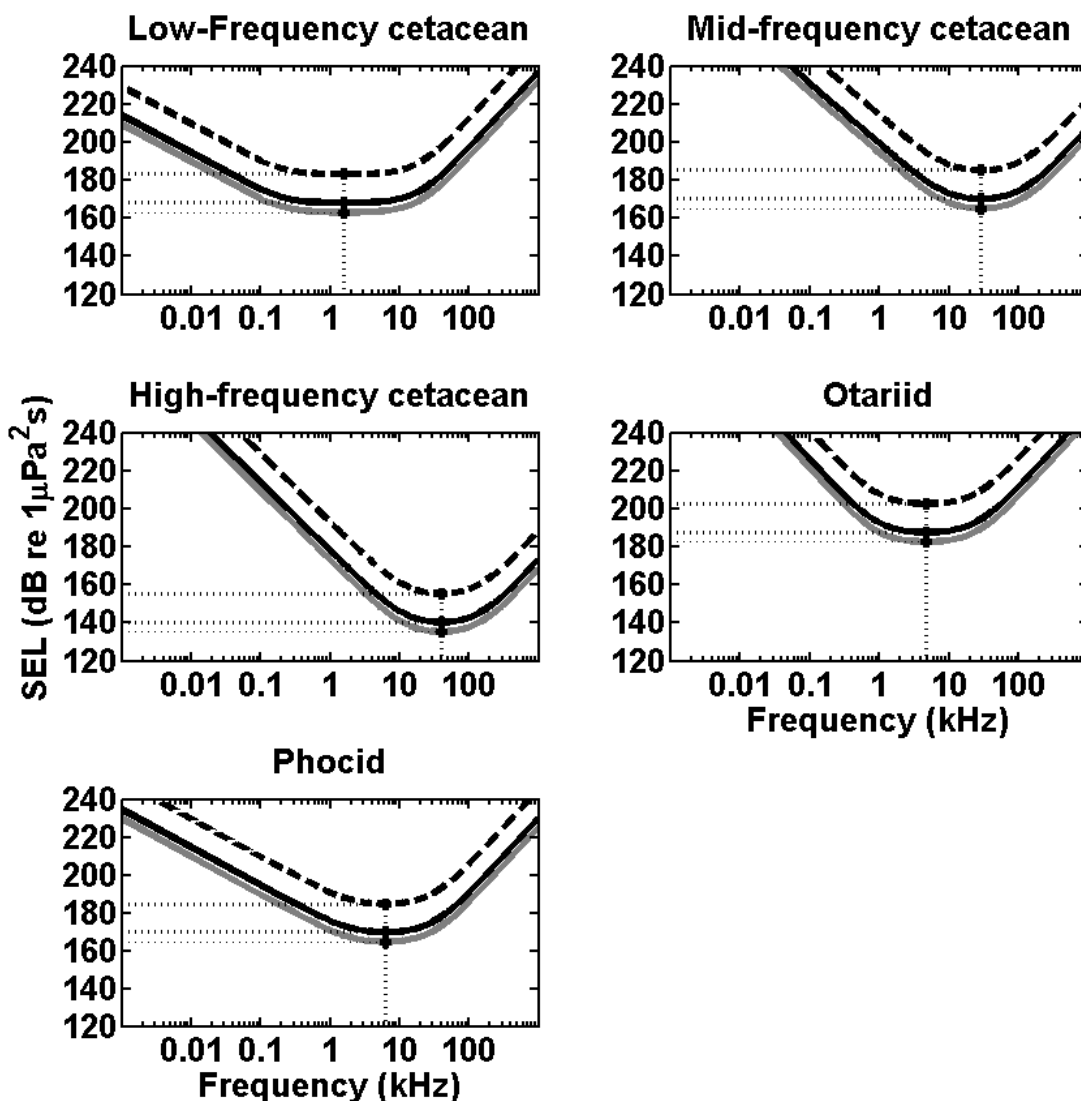 Low-Frequency cetacean
240
220
200
180
160
140
120
0.01 0.1 1 10 100
Mid-frequency cetacean
240
220
200
180
160
140
120
0.01 0.1 1 10 100
High-frequency cetacean
240
220
200
180
160
140
120
0.01 0.1 1 10 100
SEL (dB re 1μPa²s)
Otariid
240
220
200
180
160
140
120
0.01 0.1 1 10 100
Frequency (kHz)
Phocid
240
220
200
180
160
140
120
0.01 0.1 1 10 100
Frequency (kHz)